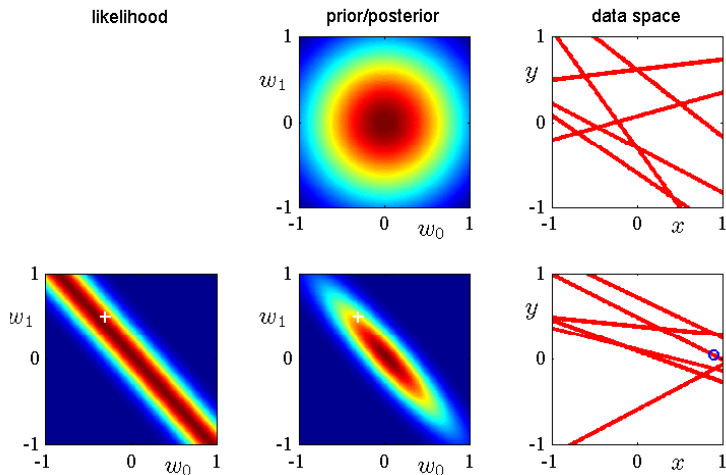 likelihood prior/posterior data space
1 1
w₁ y
0 0
-1 -1
-1 0 w₀ 1 -1 0 x 1
1 1 1
w₁ w₁ y
0 0 0
-1 -1 -1
-1 0 w₀ 1 -1 0 w₀ 1 -1 0 x 1